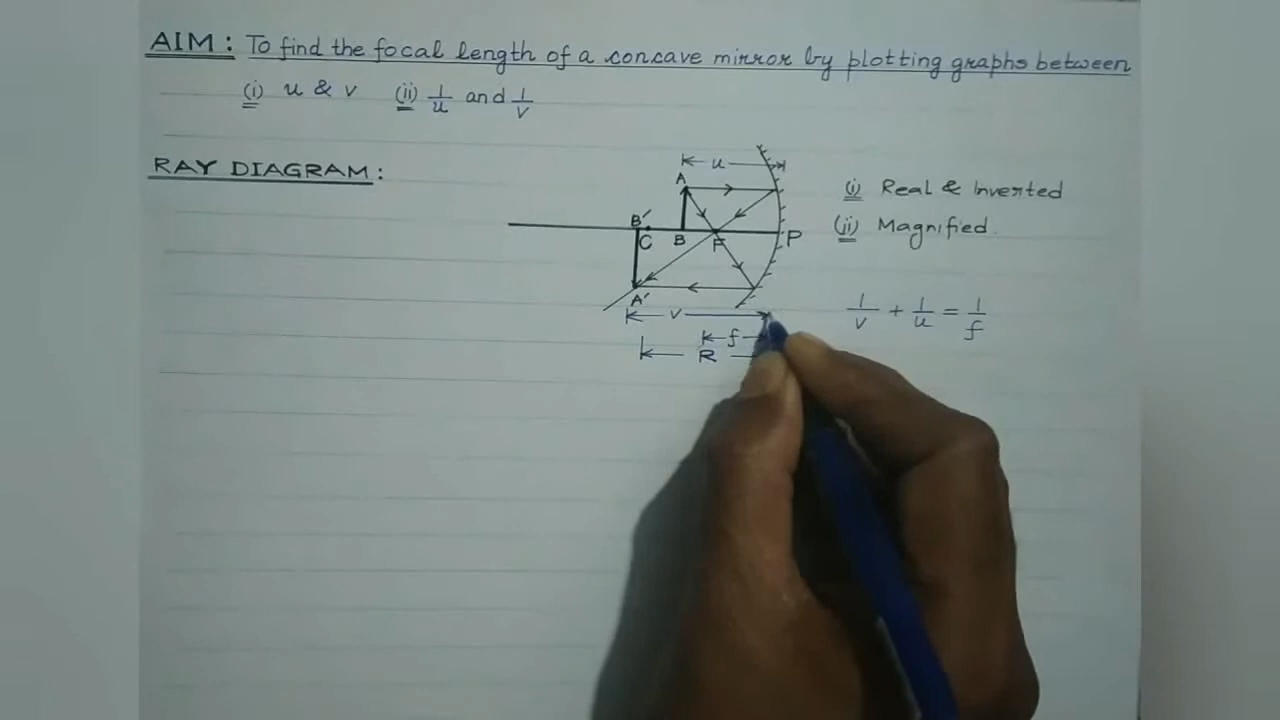 AIM: To find the focal length of a concave mirror by plotting graphs between
(i) u & v (ii) 1/u and 1/v
RAY DIAGRAM:
u
A
(i) Real & Inverted
B′
C B F P
(ii) Magnified.
A′
v
1/v + 1/u = 1/f
f
R